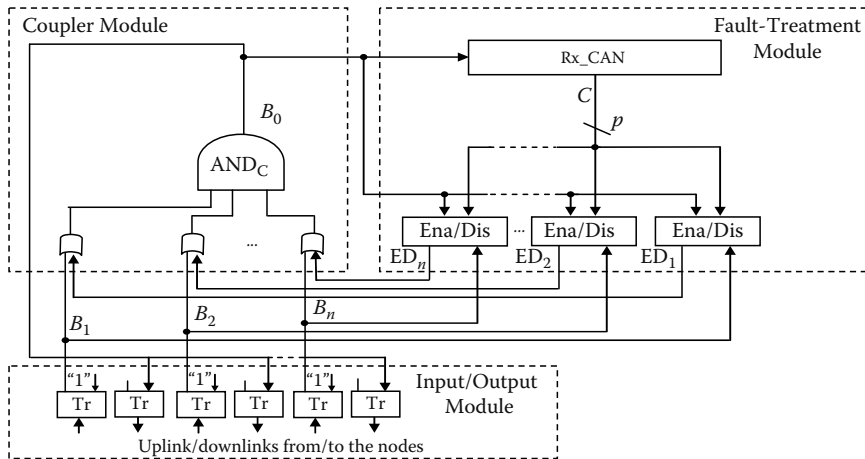 Coupler Module
Fault-Treatment
Module
Rx_CAN
C
p
B0
ANDC
...
Ena/Dis
...
Ena/Dis
Ena/Dis
EDn
ED2
ED1
B1
B2
Bn
"1"
"1"
"1"
Tr
Tr
Tr
Tr
Tr
Tr
Input/Output
Module
Uplink/downlinks from/to the nodes